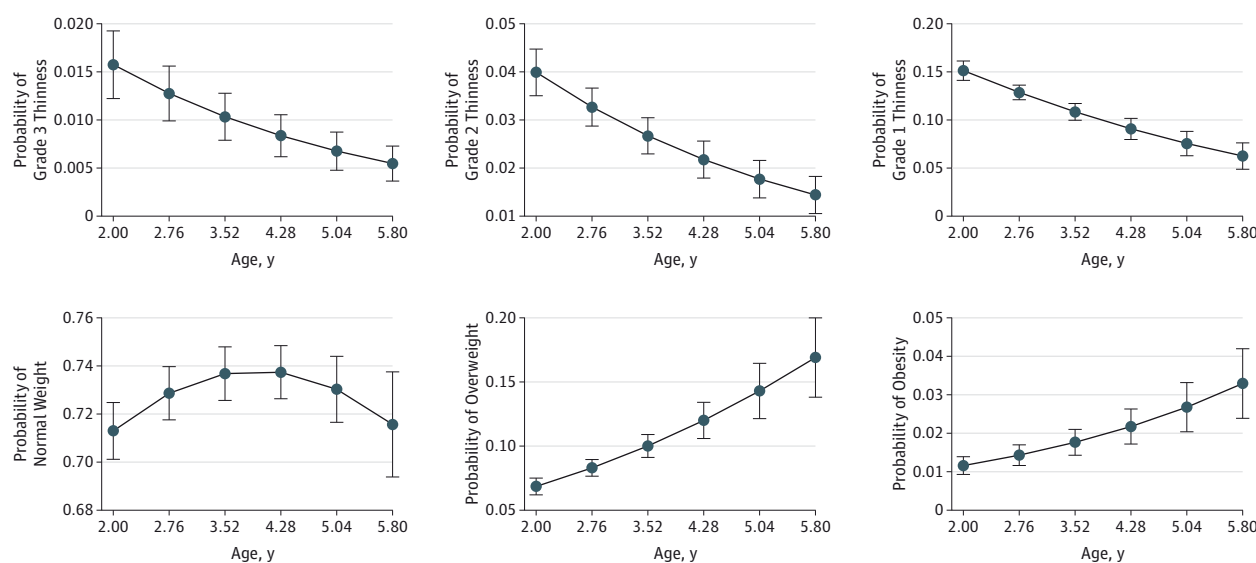 Probability of
Grade 3 Thinness
0.020
0.015
0.010
0.005
0
2.00 2.76 3.52 4.28 5.04 5.80
Age, y
Probability of
Grade 2 Thinness
0.05
0.04
0.03
0.02
0.01
2.00 2.76 3.52 4.28 5.04 5.80
Age, y
Probability of
Grade 1 Thinness
0.20
0.15
0.10
0.05
0
2.00 2.76 3.52 4.28 5.04 5.80
Age, y
Probability of
Normal Weight
0.76
0.74
0.72
0.70
0.68
2.00 2.76 3.52 4.28 5.04 5.80
Age, y
Probability of Overweight
0.20
0.15
0.10
0.05
2.00 2.76 3.52 4.28 5.04 5.80
Age, y
Probability of Obesity
0.05
0.04
0.03
0.02
0.01
0
2.00 2.76 3.52 4.28 5.04 5.80
Age, y